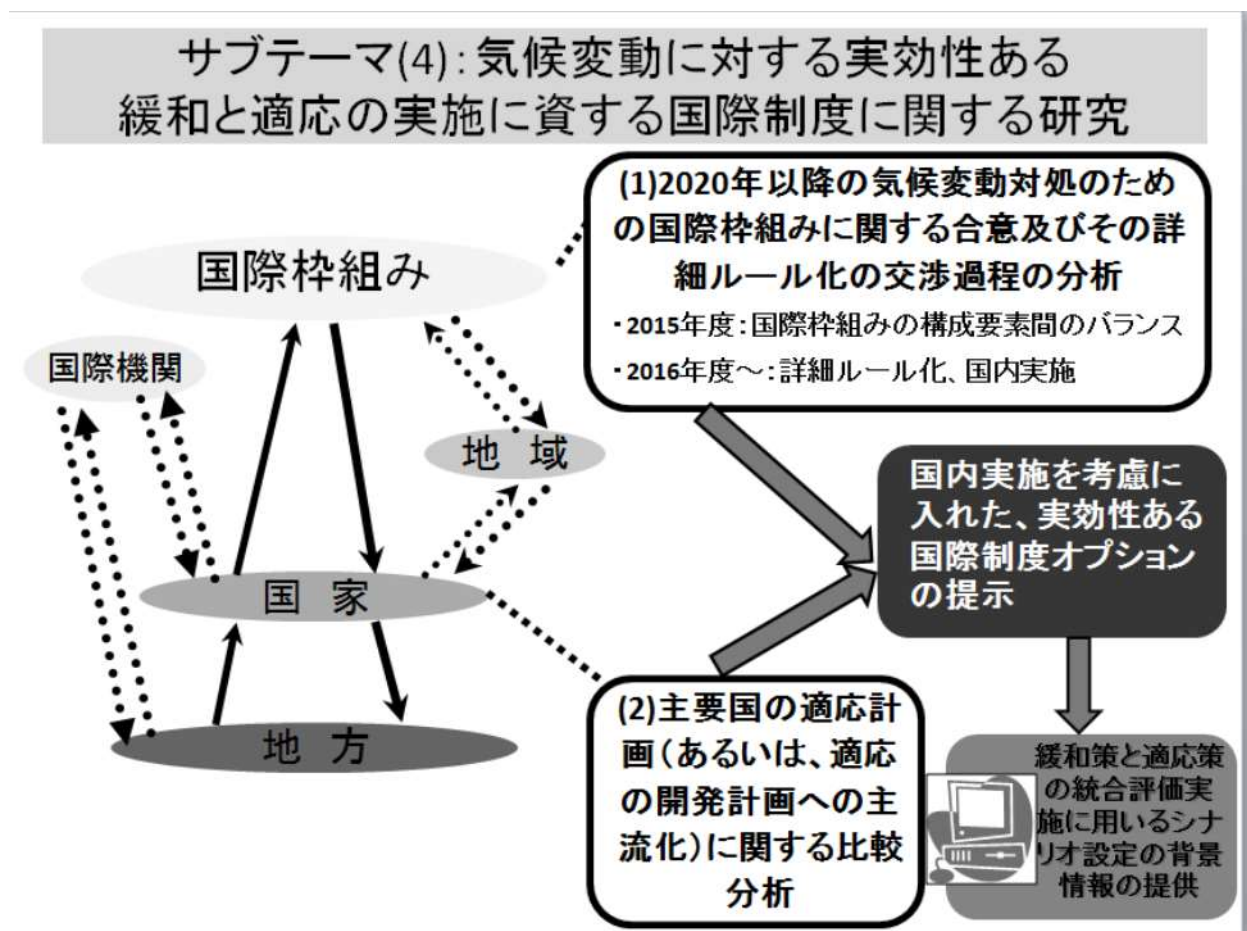 サブテーマ(4):気候変動に対する実効性ある
緩和と適応の実施に資する国際制度に関する研究
国際枠組み
国際機関
地 域
国 家
地 方
(1)2020年以降の気候変動対処のため
の国際枠組みに関する合意及びその詳
細ルール化の交渉過程の分析
・2015年度:国際枠組みの構成要素間のバランス
・2016年度～:詳細ルール化、国内実施
国内実施を考慮に
入れた、実効性ある
国際制度オプション
の提示
(2)主要国の適応計
画(あるいは、適応
の開発計画への主
流化)に関する比較
分析
緩和策と適応策
の統合評価実
施に用いるシナ
リオ設定の背景
情報の提供